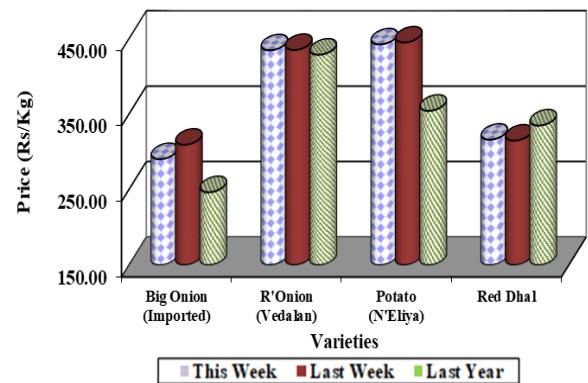 Price (Rs/Kg)
450.00
350.00
250.00
150.00
Big Onion
(Imported)
R'Onion
(Vedalan)
Potato
(N'Eliya)
Red Dhal
Varieties
This Week
Last Week
Last Year